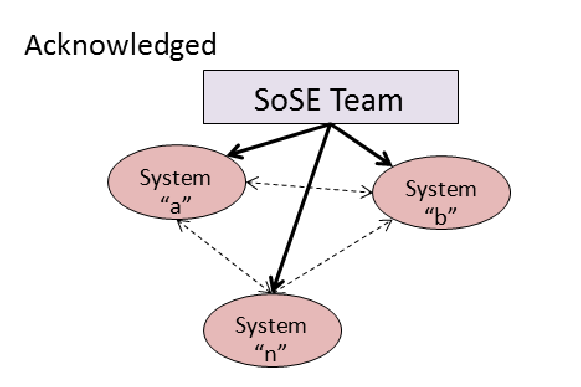 Acknowledged
SoSE Team
System
“a”
System
“b”
System
“n”